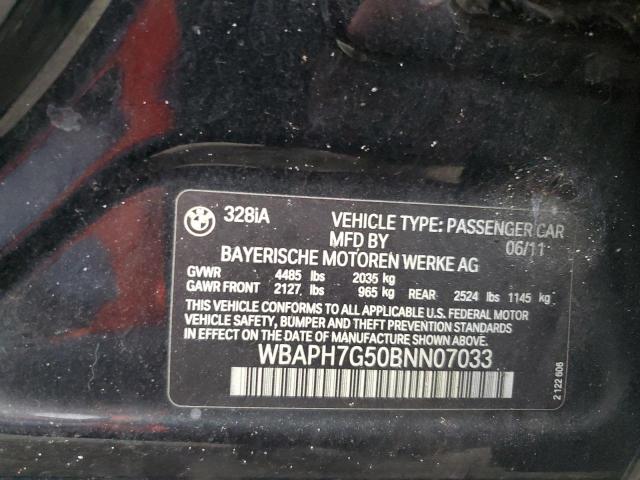 BMW 328iA VEHICLE TYPE: PASSENGER CAR
MFD BY 06/11
BAYERISCHE MOTOREN WERKE AG
GVWR 4485 lbs 2035 kg
GAWR FRONT 2127 lbs 965 kg REAR 2524 lbs 1145 kg
THIS VEHICLE CONFORMS TO ALL APPLICABLE U.S. FEDERAL MOTOR
VEHICLE SAFETY, BUMPER AND THEFT PREVENTION STANDARDS
IN EFFECT ON THE DATE OF MANUFACTURE SHOWN ABOVE.
WBAPH7G50BNN07033
2 122 606